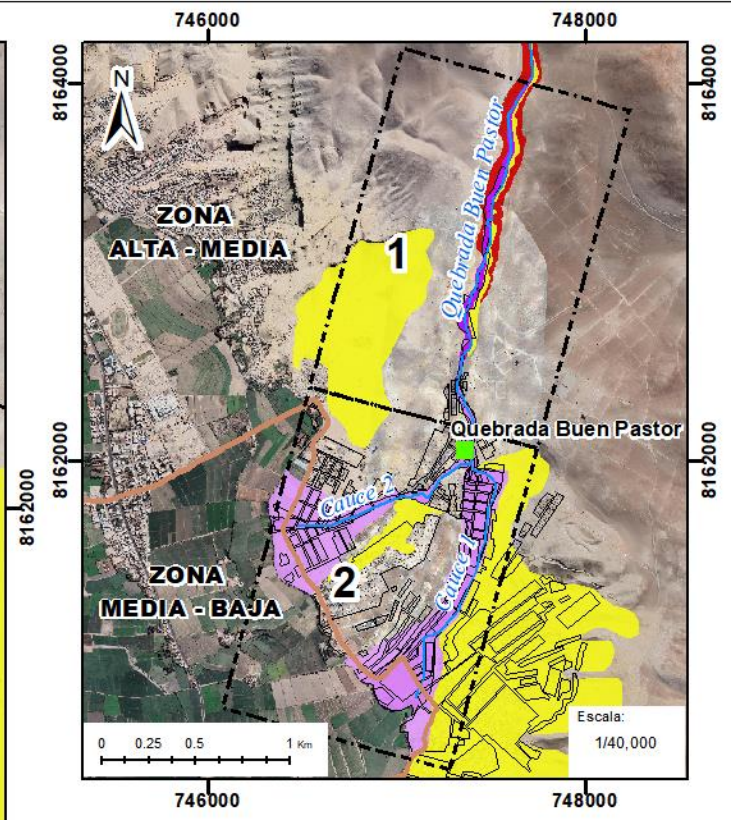 746000
748000
8164000
8164000
N
Quebrada Buen Pastor
ZONA
ALTA - MEDIA
1
Quebrada Buen Pastor
8162000
8162000
8162000
Cauce 2
Cauce 1
ZONA
MEDIA - BAJA
2
Escala:
1/40,000
0 0.25 0.5 1 Km
746000
748000